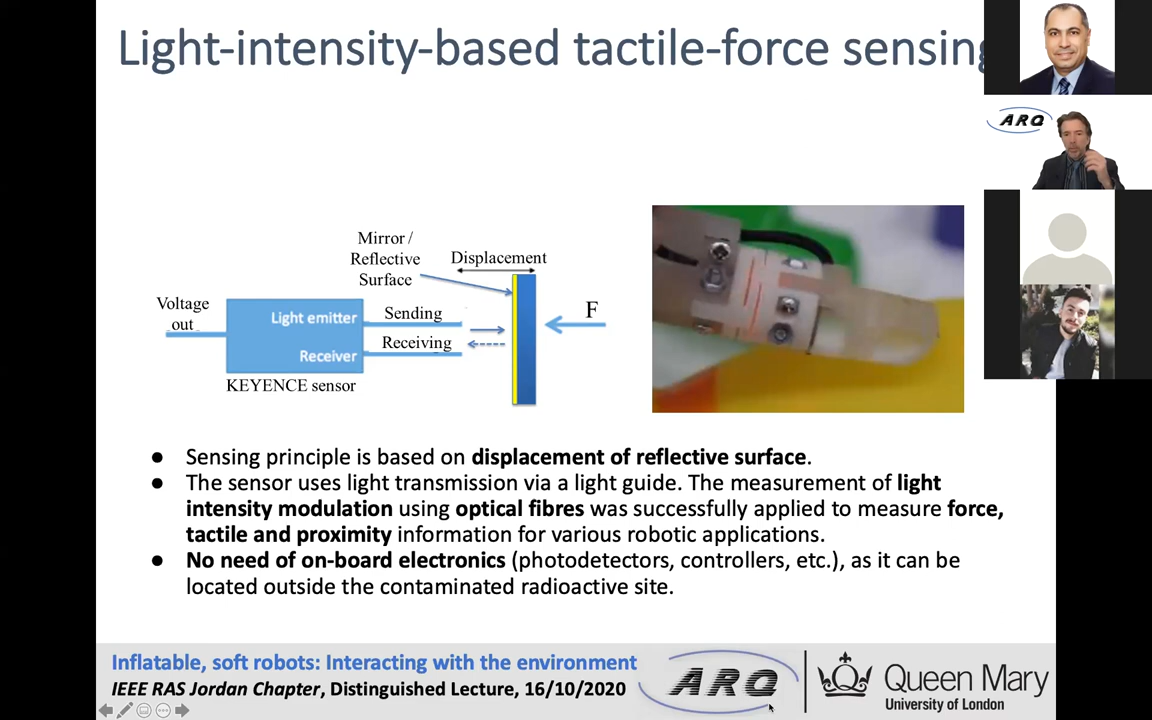 Light-intensity-based tactile-force sensing
ARQ
Mirror /
Reflective
Surface
Displacement
Voltage
out
Light emitter
Sending
F
Receiving
Receiver
KEYENCE sensor
● Sensing principle is based on displacement of reflective surface.
● The sensor uses light transmission via a light guide. The measurement of light
intensity modulation using optical fibres was successfully applied to measure force,
tactile and proximity information for various robotic applications.
● No need of on-board electronics (photodetectors, controllers, etc.), as it can be
located outside the contaminated radioactive site.
Inflatable, soft robots: Interacting with the environment
IEEE RAS Jordan Chapter, Distinguished Lecture, 16/10/2020
ARQ
Queen Mary
University of London